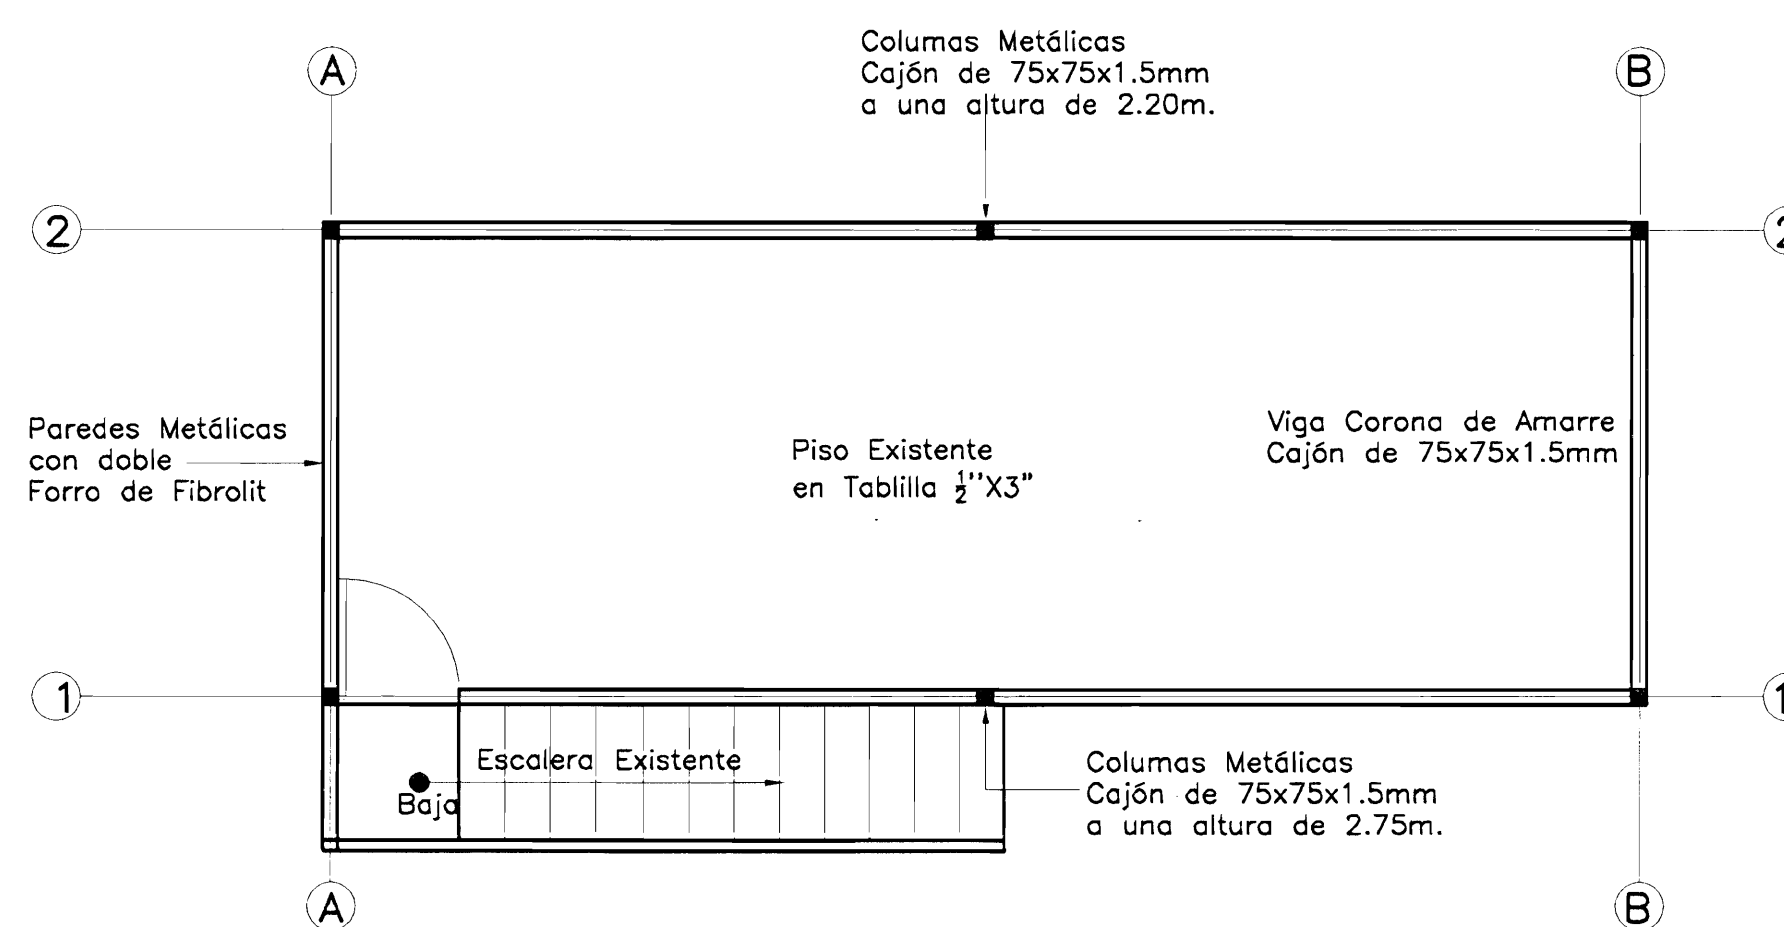 Columas Metálicas
Cajón de 75x75x1.5mm
a una altura de 2.20m.
A
B
2
2
Paredes Metálicas
con doble
Forro de Fibrolit
Piso Existente
en Tablilla ½''X3"
Viga Corona de Amarre
Cajón de 75x75x1.5mm
1
1
Escalera Existente
Baja
Columas Metálicas
Cajón de 75x75x1.5mm
a una altura de 2.75m.
A
B